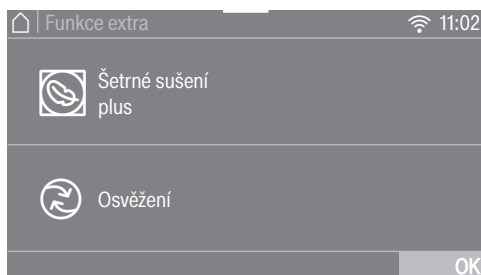 Funkce extra 11:02
Šetrné sušení
plus
Osvěžení
OK